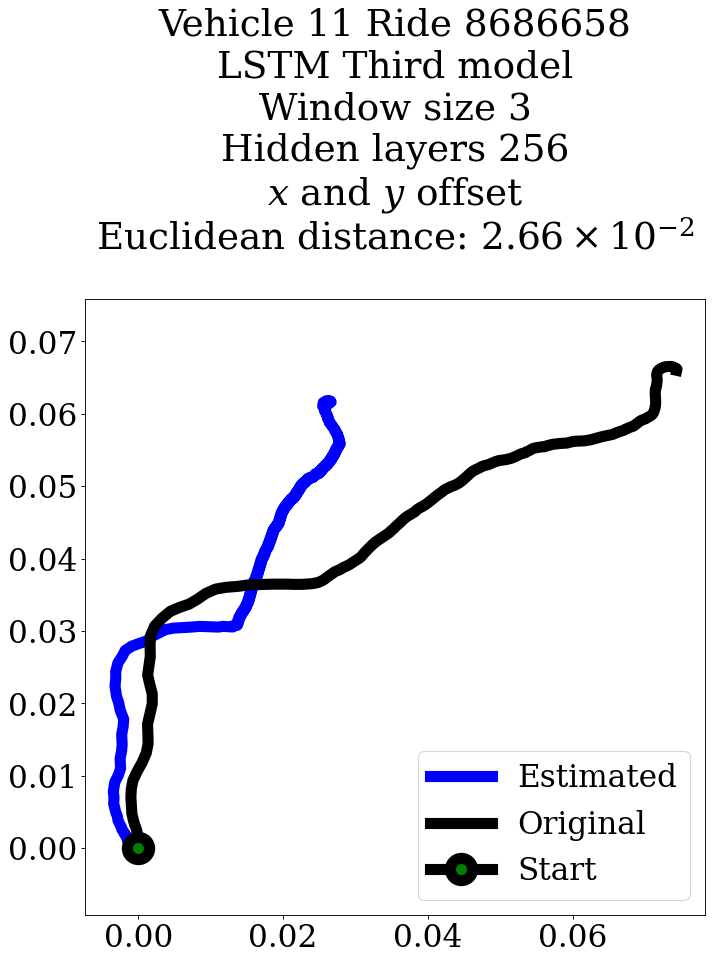 Vehicle 11 Ride 8686658
LSTM Third model
Window size 3
Hidden layers 256
x and y offset
Euclidean distance: 2.66 × 10⁻²
0.07
0.06
0.05
0.04
0.03
0.02
0.01
0.00
Estimated
Original
Start
0.00 0.02 0.04 0.06